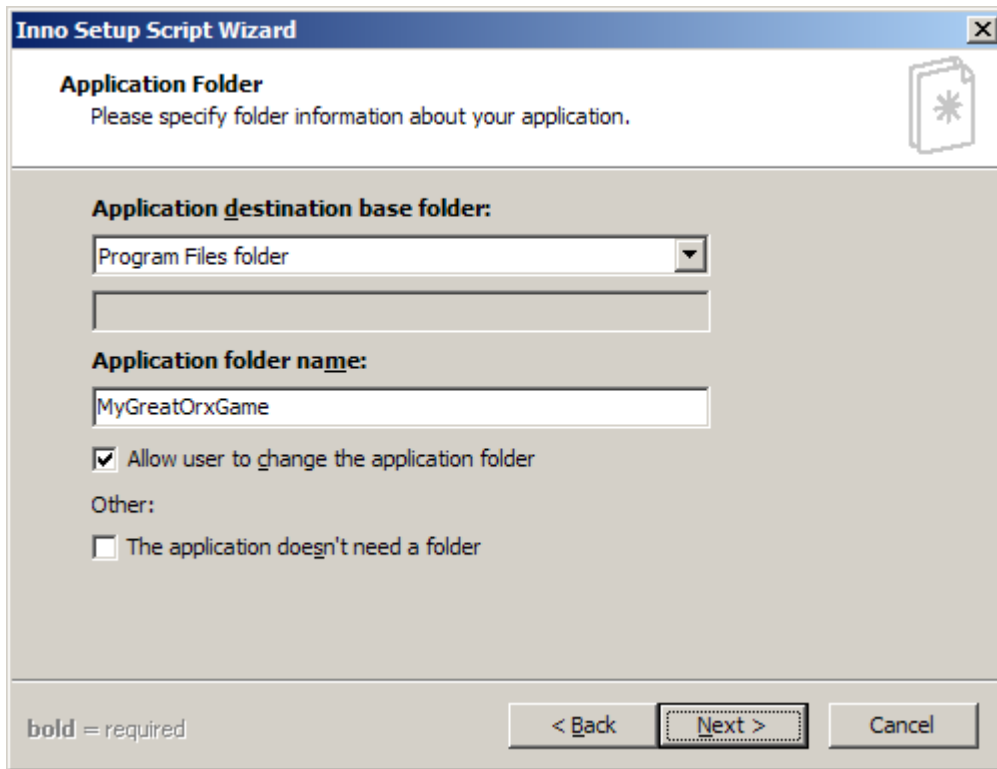 Inno Setup Script Wizard
Application Folder
Please specify folder information about your application.
Application destination base folder:
Program Files folder
Application folder name:
MyGreatOrxGame
Allow user to change the application folder
Other:
The application doesn't need a folder
bold = required
< Back
Next >
Cancel